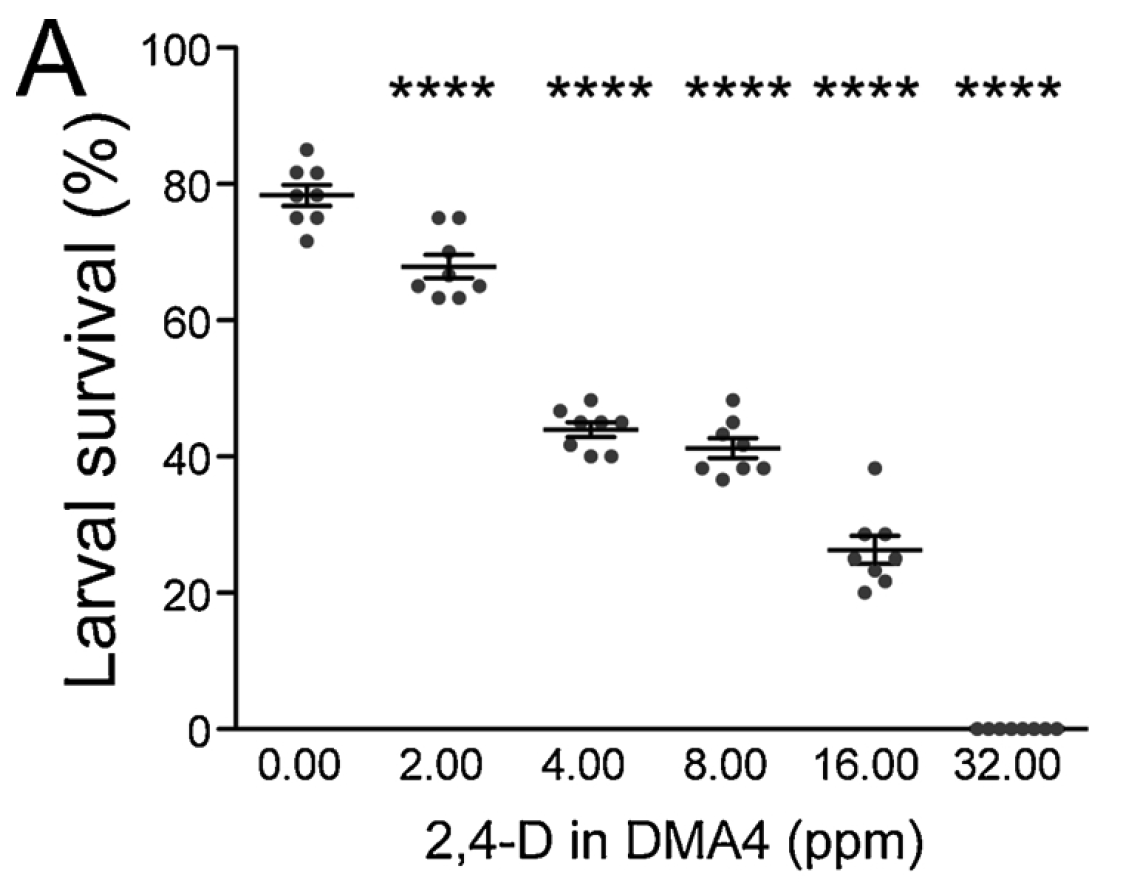 A
100
**** **** **** **** ****
80
60
40
20
0
Larval survival (%)
0.00 2.00 4.00 8.00 16.00 32.00
2,4-D in DMA4 (ppm)